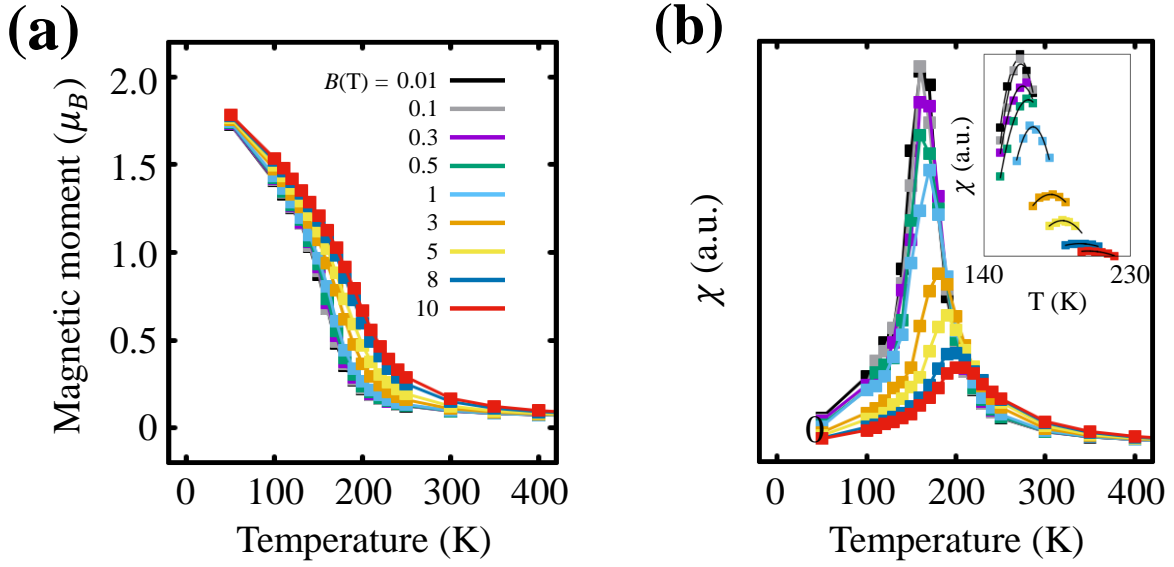 (a)
2.0
1.5
1.0
0.5
0
Magnetic moment (μB)
B(T) = 0.01
0.1
0.3
0.5
1
3
5
8
10
0 100 200 300 400
Temperature (K)
(b)
χ (a.u.)
0
0 100 200 300 400
Temperature (K)
χ (a.u.)
140 230
T (K)